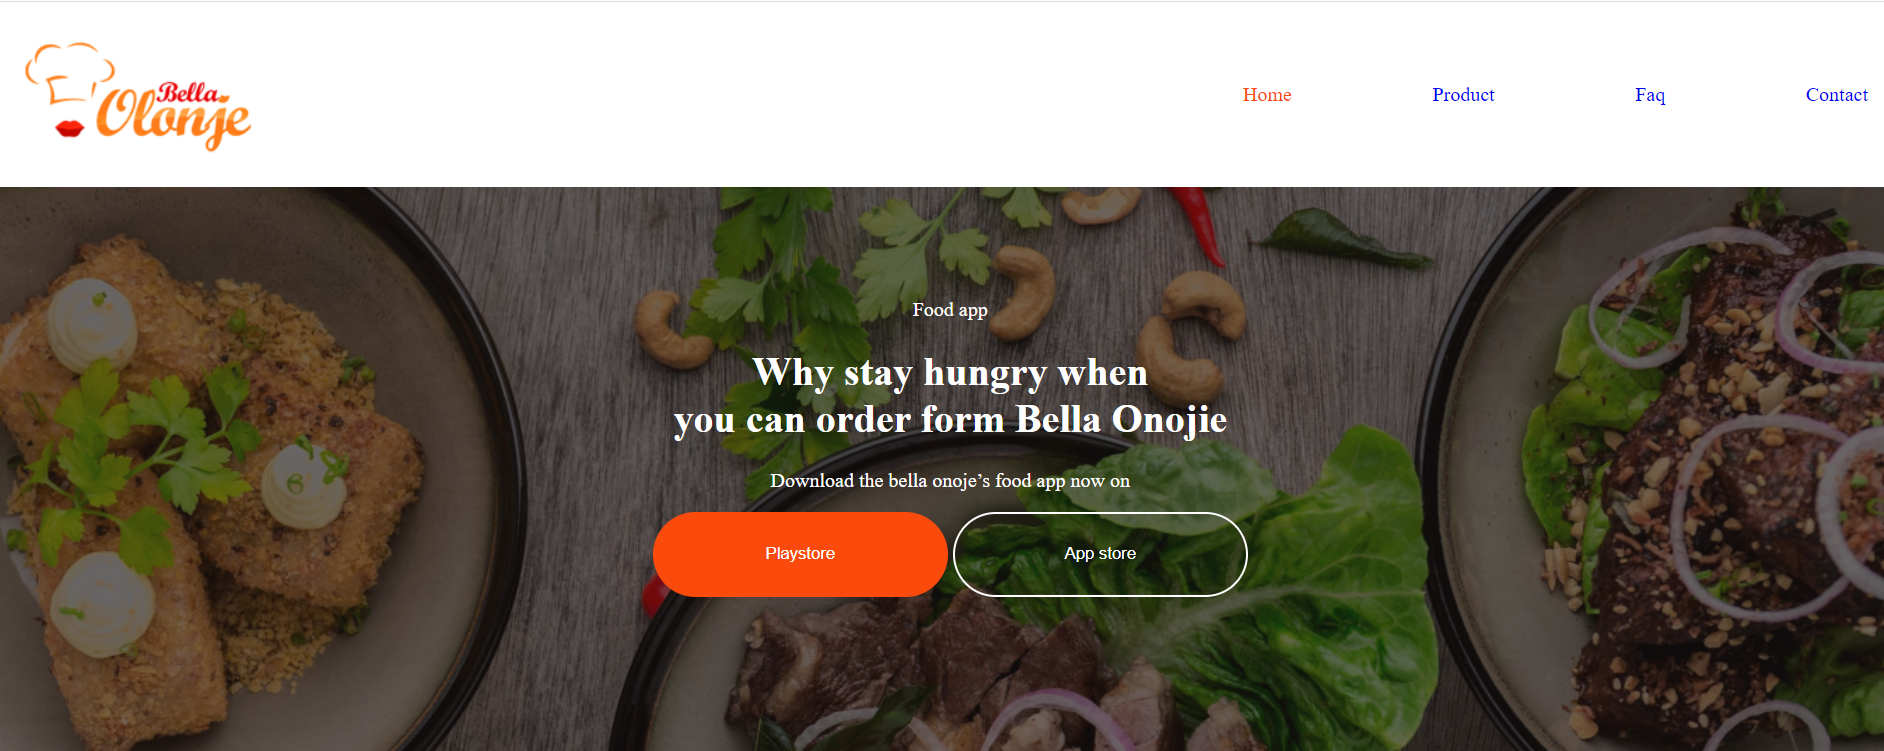 Bella
Olonje
Home Product Faq Contact
Food app
Why stay hungry when
you can order form Bella Onojie
Download the bella onoje’s food app now on
Playstore App store